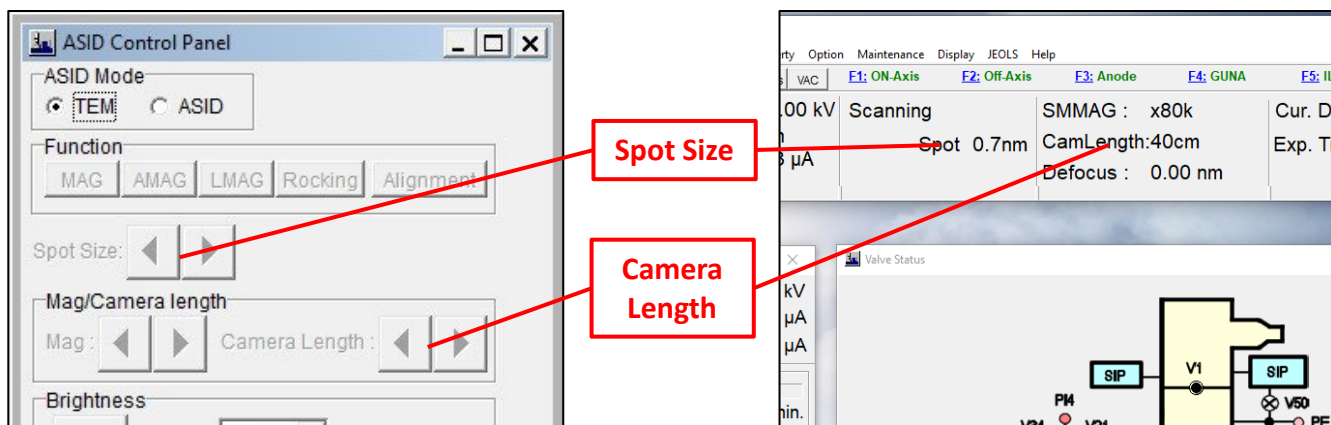 ASID Control Panel
ASID Mode
TEM ASID
Function
MAG AMAG LMAG Rocking Alignment
Spot Size:
Mag/Camera length
Mag : Camera Length :
Brightness
Spot Size
Camera
Length
Option Maintenance Display JEOLS Help
VAC F1: ON-Axis F2: Off-Axis F3: Anode F4: GUNA F5:
.00 kV Scanning SMMAG : x80k Cur. D
µA Spot 0.7nm CamLength:40cm Exp.
Defocus : 0.00 nm
Valve Status
kV
µA
µA
min.
SIP V1 SIP
PI4 V50
V21 PE